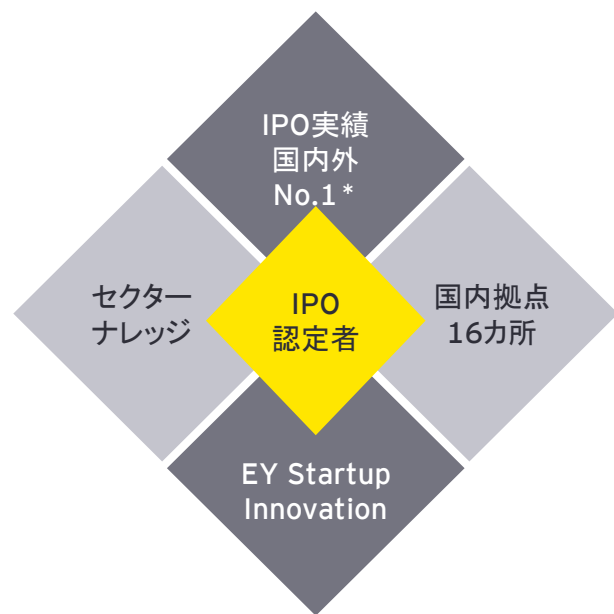 IPO実績
国内外
No.1*
セクター
ナレッジ
IPO
認定者
国内拠点
16カ所
EY Startup
Innovation